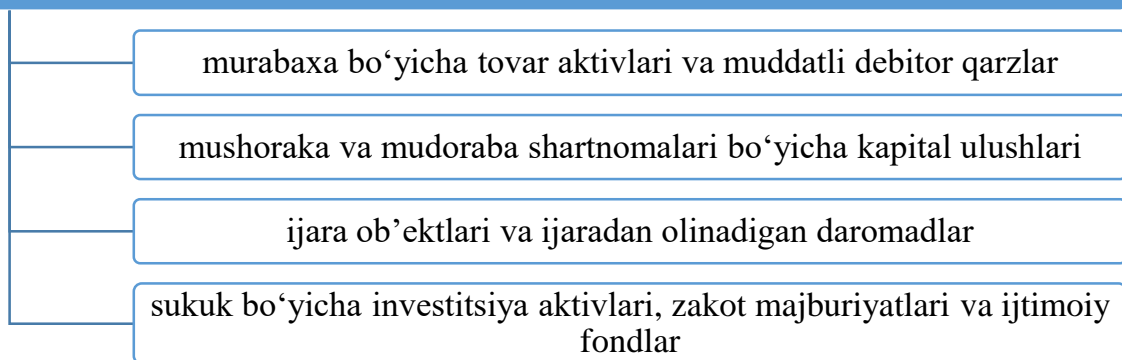 murabaxa bo‘yicha tovar aktivlari va muddatli debitor qarzlar
mushoraka va mudoraba shartnomalari bo‘yicha kapital ulushlari
ijara ob’ektlari va ijaradan olinadigan daromadlar
sukuk bo‘yicha investitsiya aktivlari, zakot majburiyatlari va ijtimoiy
fondlar